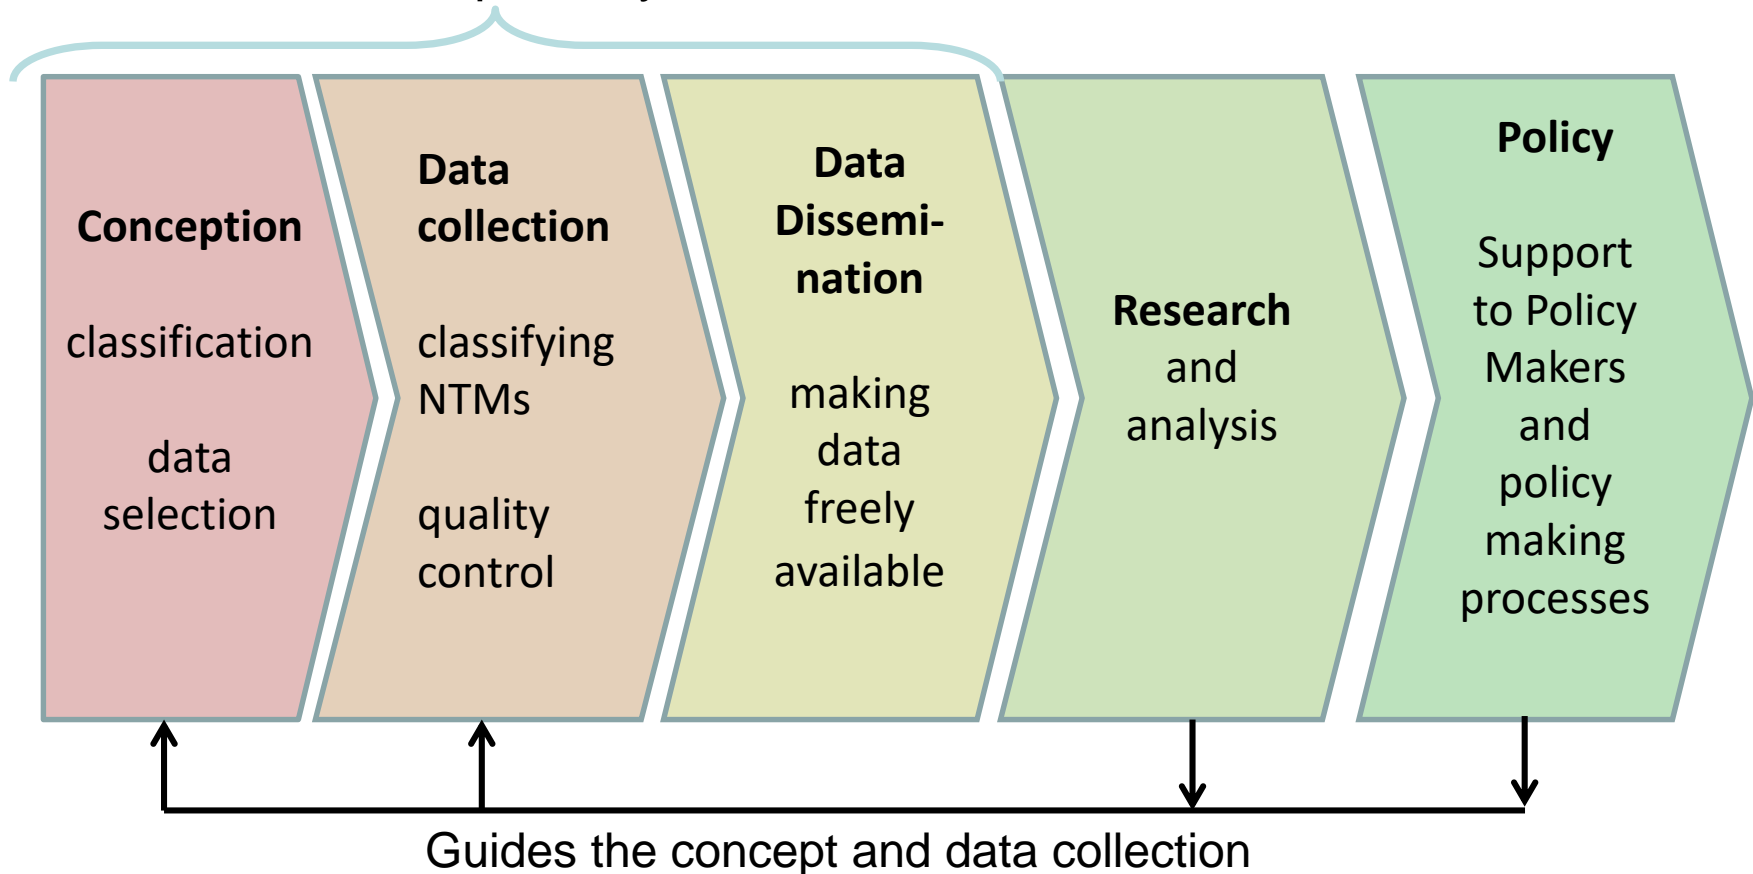 Conception
classification
data
selection
Data
collection
classifying
NTMs
quality
control
Data
Dissemi-
nation
making
data
freely
available
Research
and
analysis
Policy
Support
to Policy
Makers
and
policy
making
processes
Guides the concept and data collection